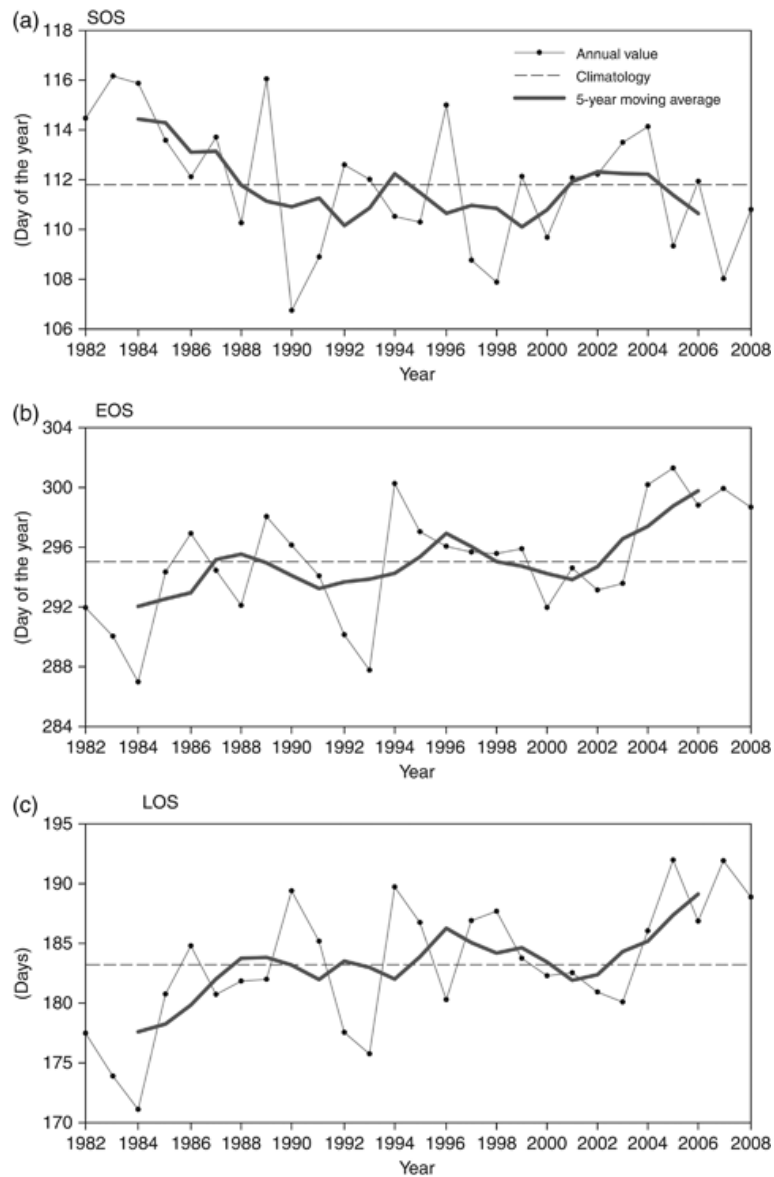 (a) SOS
118
116
114
112
110
108
106
(Day of the year)
Annual value
Climatology
5-year moving average
1982 1984 1986 1988 1990 1992 1994 1996 1998 2000 2002 2004 2006 2008
Year
(b) EOS
304
300
296
292
288
284
(Day of the year)
1982 1984 1986 1988 1990 1992 1994 1996 1998 2000 2002 2004 2006 2008
Year
(c) LOS
195
190
185
180
175
170
(Days)
1982 1984 1986 1988 1990 1992 1994 1996 1998 2000 2002 2004 2006 2008
Year